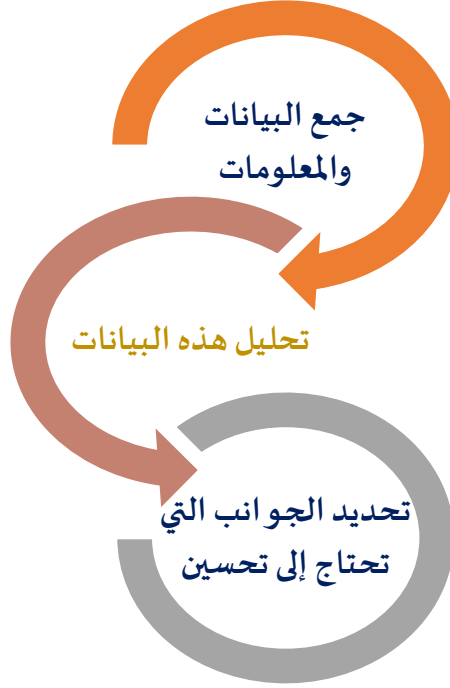 جمع البيانات
والمعلومات
تحليل هذه البيانات
تحديد الجوانب التي
تحتاج إلى تحسين